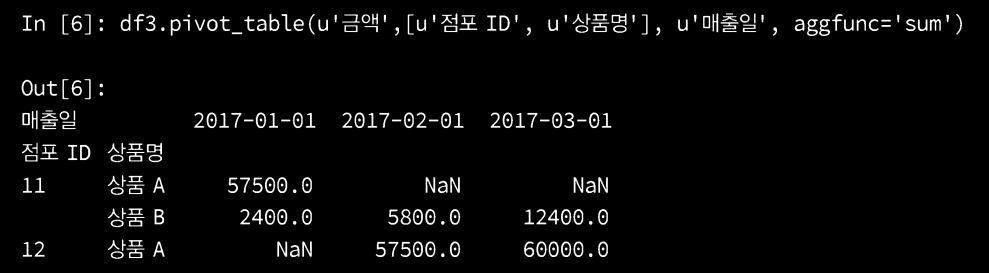 In [6]: df3.pivot_table(u'금액',[u'점포 ID', u'상품명'], u'매출일', aggfunc='sum')
Out[6]:
매출일 2017-01-01 2017-02-01 2017-03-01
점포 ID 상품명
11 상품 A 57500.0 NaN NaN
상품 B 2400.0 5800.0 12400.0
12 상품 A NaN 57500.0 60000.0